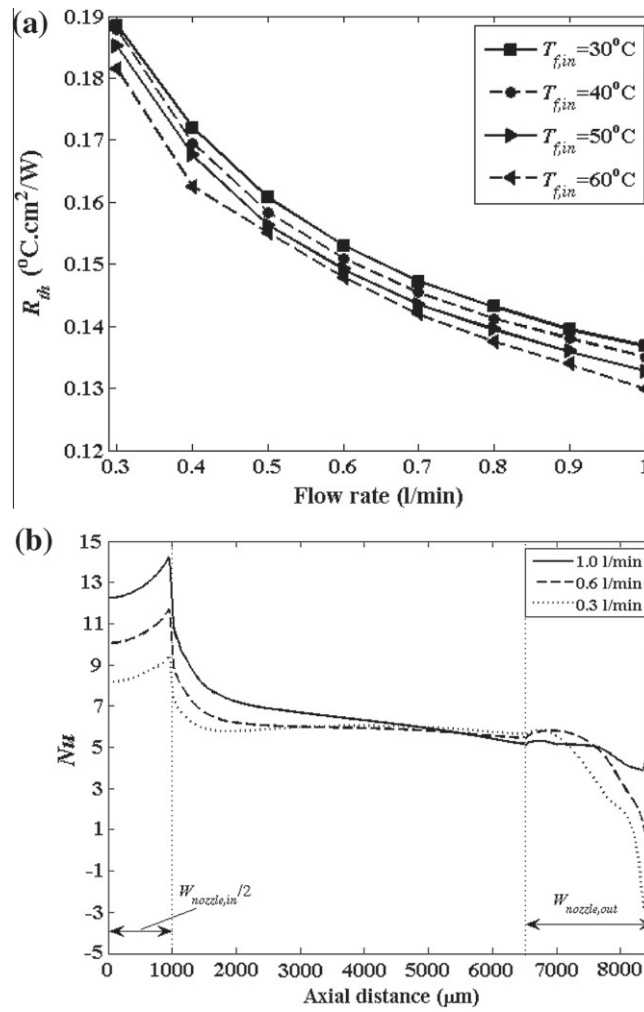 (a)
0.19
0.18
0.17
0.16
0.15
0.14
0.13
0.12
R_th (°C.cm²/W)
T_f,in=30°C
T_f,in=40°C
T_f,in=50°C
T_f,in=60°C
0.3 0.4 0.5 0.6 0.7 0.8 0.9 1
Flow rate (l/min)
(b)
15
13
11
9
7
5
3
1
-1
-3
-5
Nu
1.0 l/min
0.6 l/min
0.3 l/min
W_nozzle,in/2
W_nozzle,out
0 1000 2000 3000 4000 5000 6000 7000 8000
Axial distance (µm)